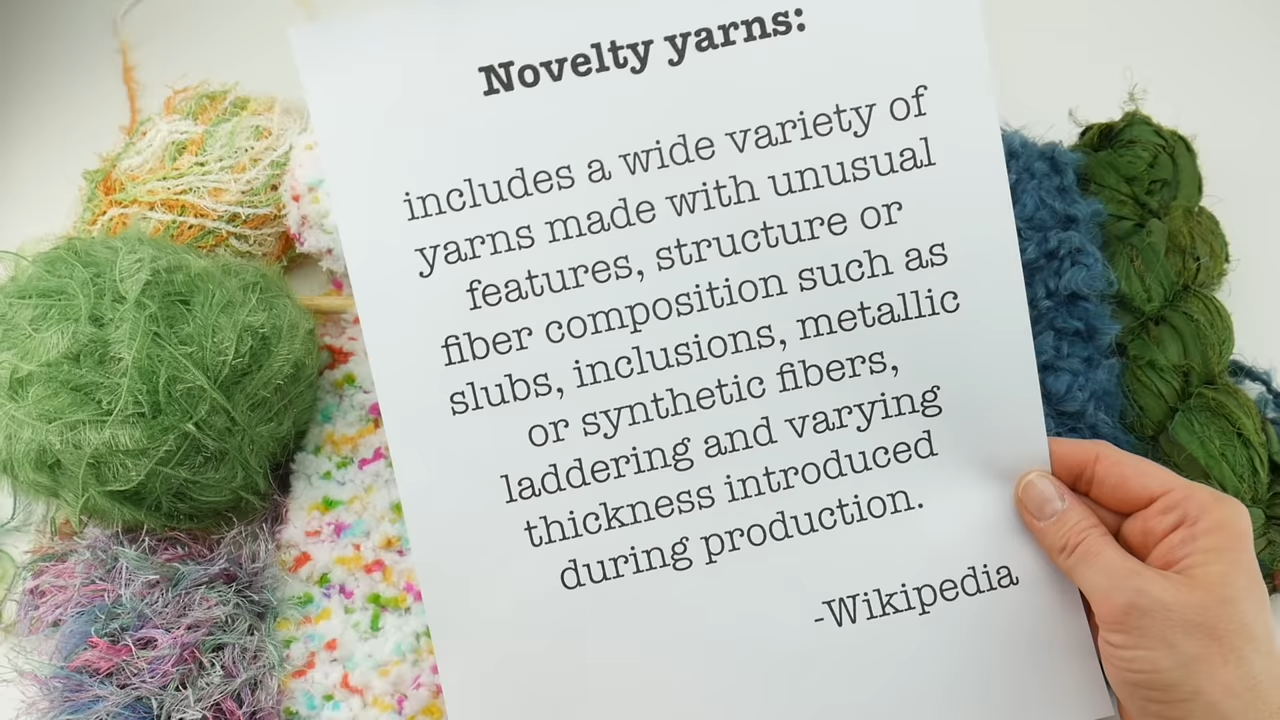 Novelty yarns:
includes a wide variety of
yarns made with unusual
features, structure or
fiber composition such as
slubs, inclusions, metallic
or synthetic fibers,
laddering and varying
thickness introduced
during production.
-Wikipedia